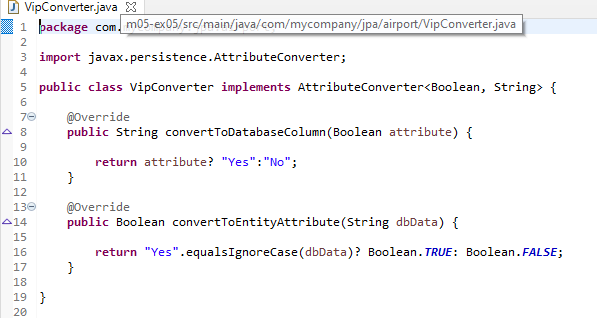 VipConverter.java
1 package com.
m05-ex05/src/main/java/com/mycompany/jpa/airport/VipConverter.java
2
3 import javax.persistence.AttributeConverter;
4
5 public class VipConverter implements AttributeConverter<Boolean, String> {
6
7 @Override
8 public String convertToDatabaseColumn(Boolean attribute) {
9
10 return attribute? "Yes":"No";
11 }
12
13 @Override
14 public Boolean convertToEntityAttribute(String dbData) {
15
16 return "Yes".equalsIgnoreCase(dbData)? Boolean.TRUE: Boolean.FALSE;
17 }
18
19 }
20